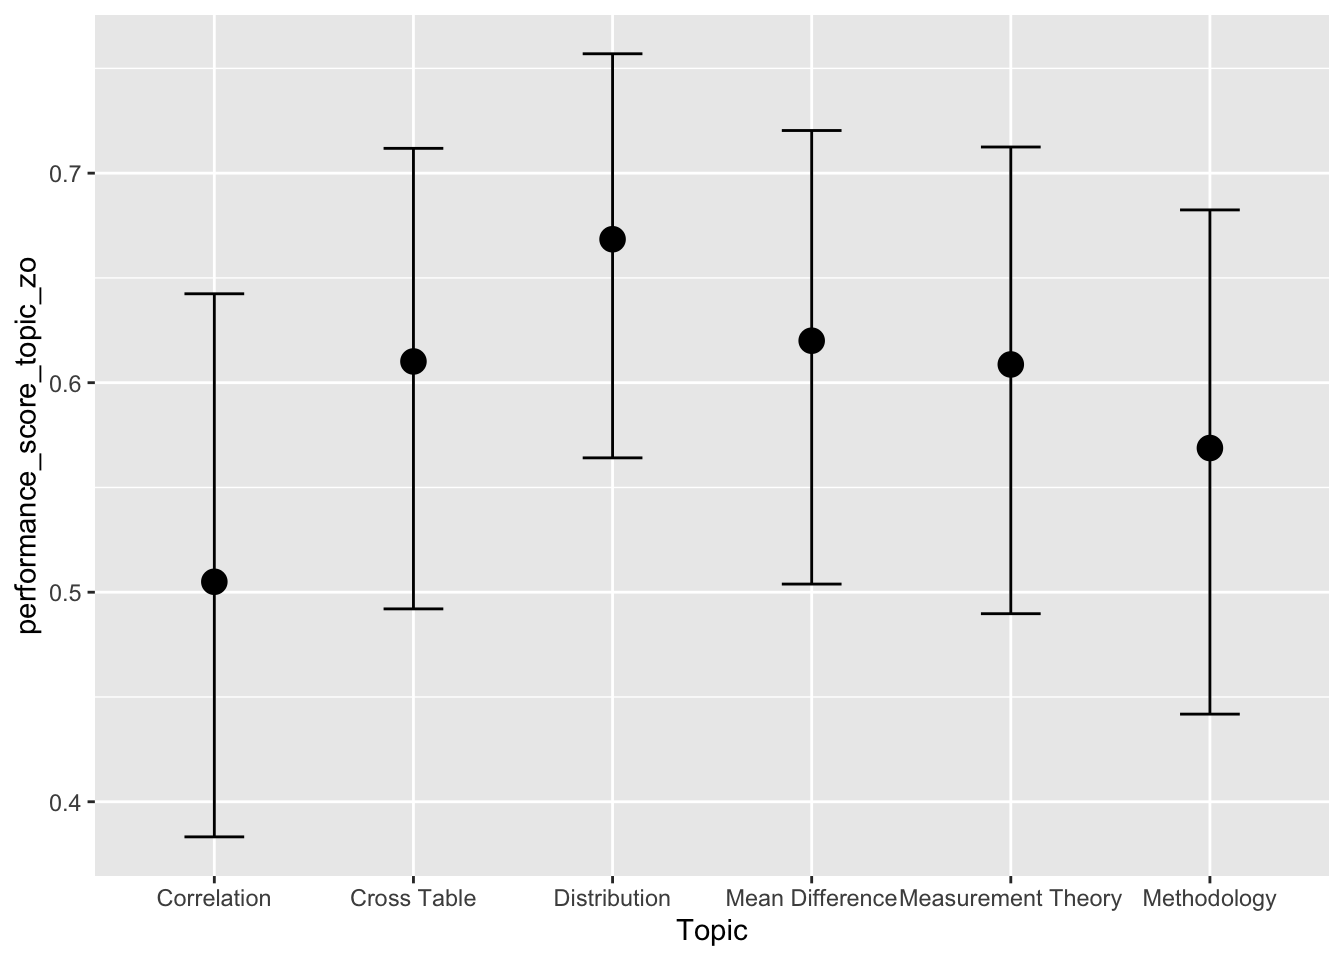 performance_score_topic_zo
0.7
0.6
0.5
0.4
Correlation
Cross Table
Distribution
Mean Difference
Measurement Theory
Methodology
Topic